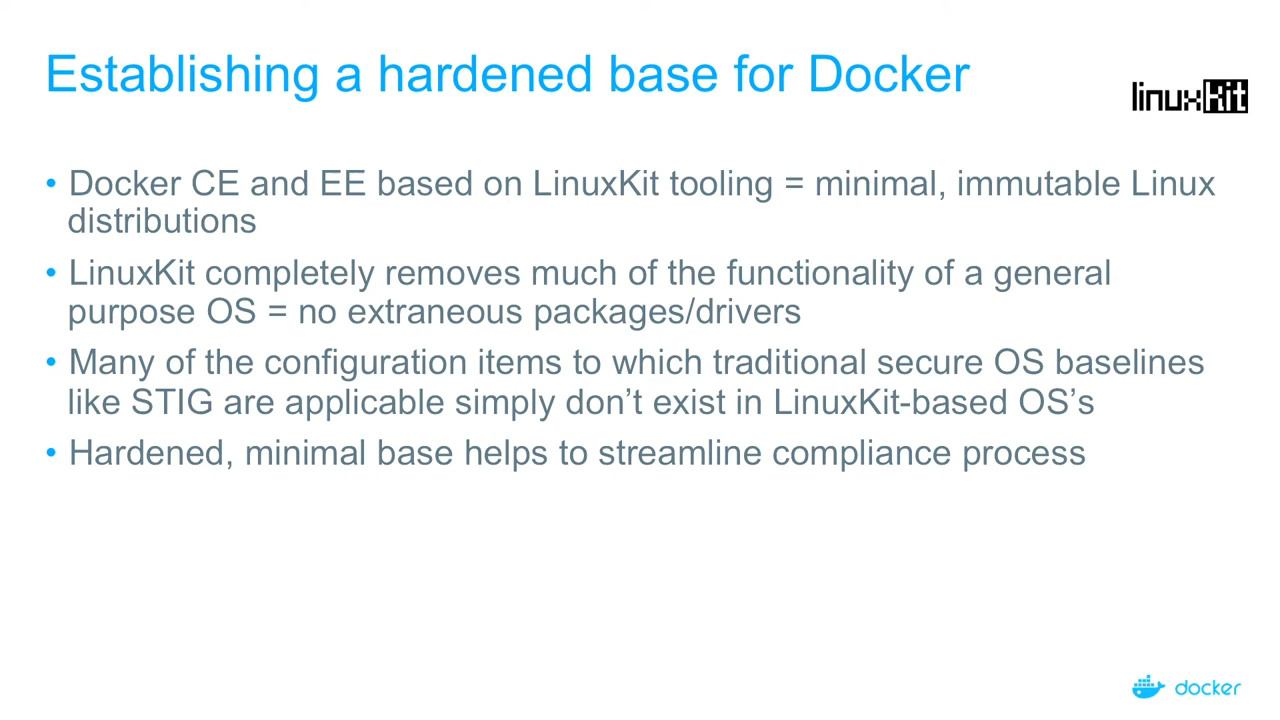 Establishing a hardened base for Docker
linuxKit
• Docker CE and EE based on LinuxKit tooling = minimal, immutable Linux
distributions
• LinuxKit completely removes much of the functionality of a general
purpose OS = no extraneous packages/drivers
• Many of the configuration items to which traditional secure OS baselines
like STIG are applicable simply don’t exist in LinuxKit-based OS’s
• Hardened, minimal base helps to streamline compliance process
docker